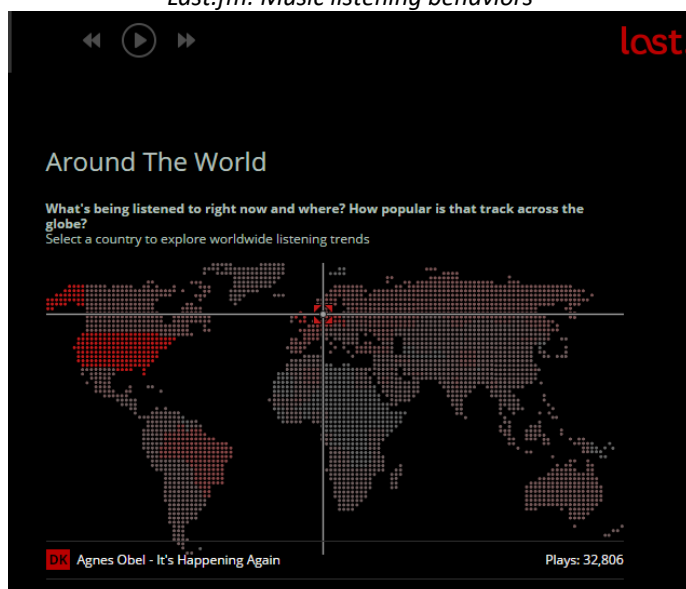 Last.fm: Music listening behaviors
last
Around The World
What's being listened to right now and where? How popular is that track across the
globe?
Select a country to explore worldwide listening trends
DK Agnes Obel - It's Happening Again Plays: 32,806